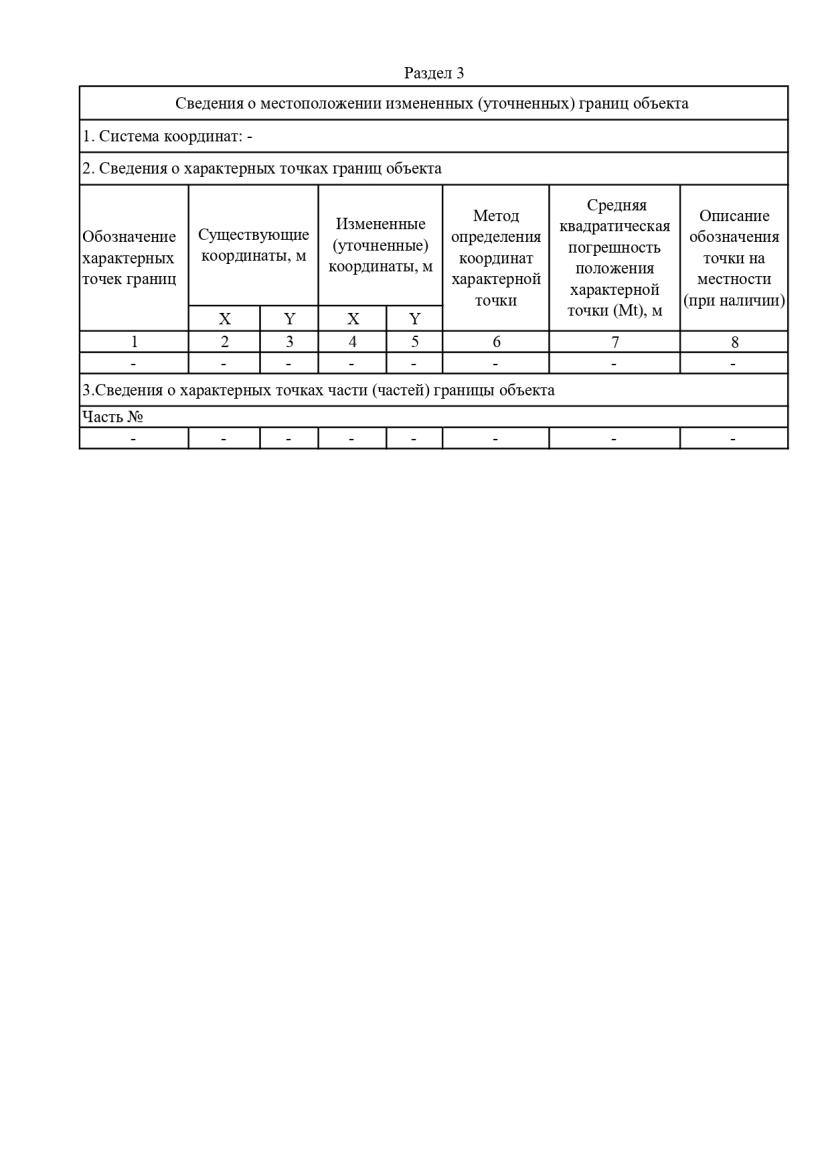 Раздел 3
Сведения о местоположении измененных (уточненных) границ объекта
1. Система координат: -
2. Сведения о характерных точках границ объекта
Обозначение
характерных
точек границ
Существующие
координаты, м
Измененные
(уточненные)
координаты, м
Метод
определения
координат
характерной
точки
Средняя
квадратическая
погрешность
положения
характерной
точки (Mt), м
Описание
обозначения
точки на
местности
(при наличии)
X Y X Y
1 2 3 4 5 6 7 8
- - - - - - - -
3.Сведения о характерных точках части (частей) границы объекта
Часть №
- - - - - - - -